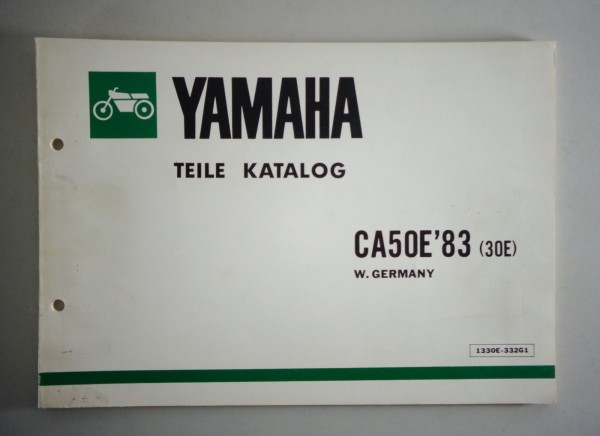 YAMAHA
TEILE KATALOG
CA50E'83 (30E)
W. GERMANY
1330E-332G1